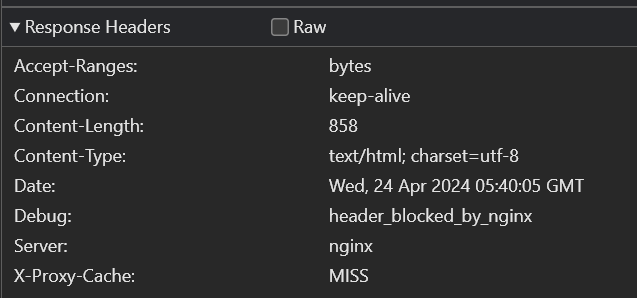 Response Headers Raw
Accept-Ranges: bytes
Connection: keep-alive
Content-Length: 858
Content-Type: text/html; charset=utf-8
Date: Wed, 24 Apr 2024 05:40:05 GMT
Debug: header_blocked_by_nginx
Server: nginx
X-Proxy-Cache: MISS